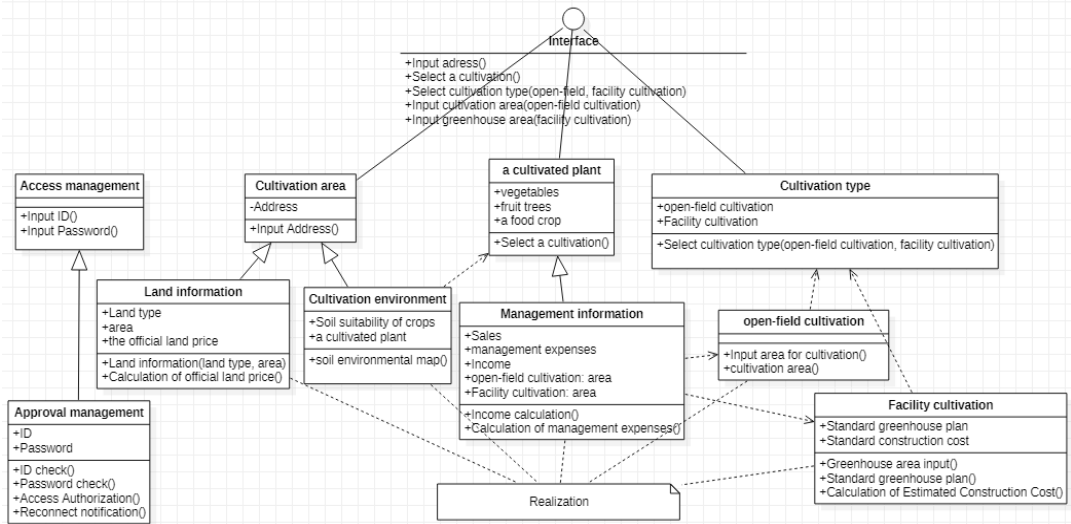 Interface
+Input adress()
+Select a cultivation()
+Select cultivation type(open-field, facility cultivation)
+Input cultivation area(open-field cultivation)
+Input greenhouse area(facility cultivation)
Access management
+Input ID()
+Input Password()
Cultivation area
-Address
+Input Address()
a cultivated plant
+vegetables
+fruit trees
+a food crop
+Select a cultivation()
Cultivation type
+open-field cultivation
+Facility cultivation
+Select cultivation type(open-field cultivation, facility cultivation)
Land information
+Land type
+area
+the official land price
+Land information(land type, area)
+Calculation of official land price()
Cultivation environment
+Soil suitability of crops
+a cultivated plant
+soil environmental map()
Management information
+Sales
+management expenses
+Income
+open-field cultivation: area
+Facility cultivation: area
+Income calculation()
+Calculation of management expenses()
open-field cultivation
+Input area for cultivation()
+cultivation area()
Approval management
+ID
+Password
+ID check()
+Password check()
+Access Authorization()
+Reconnect notification()
Facility cultivation
+Standard greenhouse plan
+Standard construction cost
+Greenhouse area input()
+Standard greenhouse plan()
+Calculation of Estimated Construction Cost()
Realization